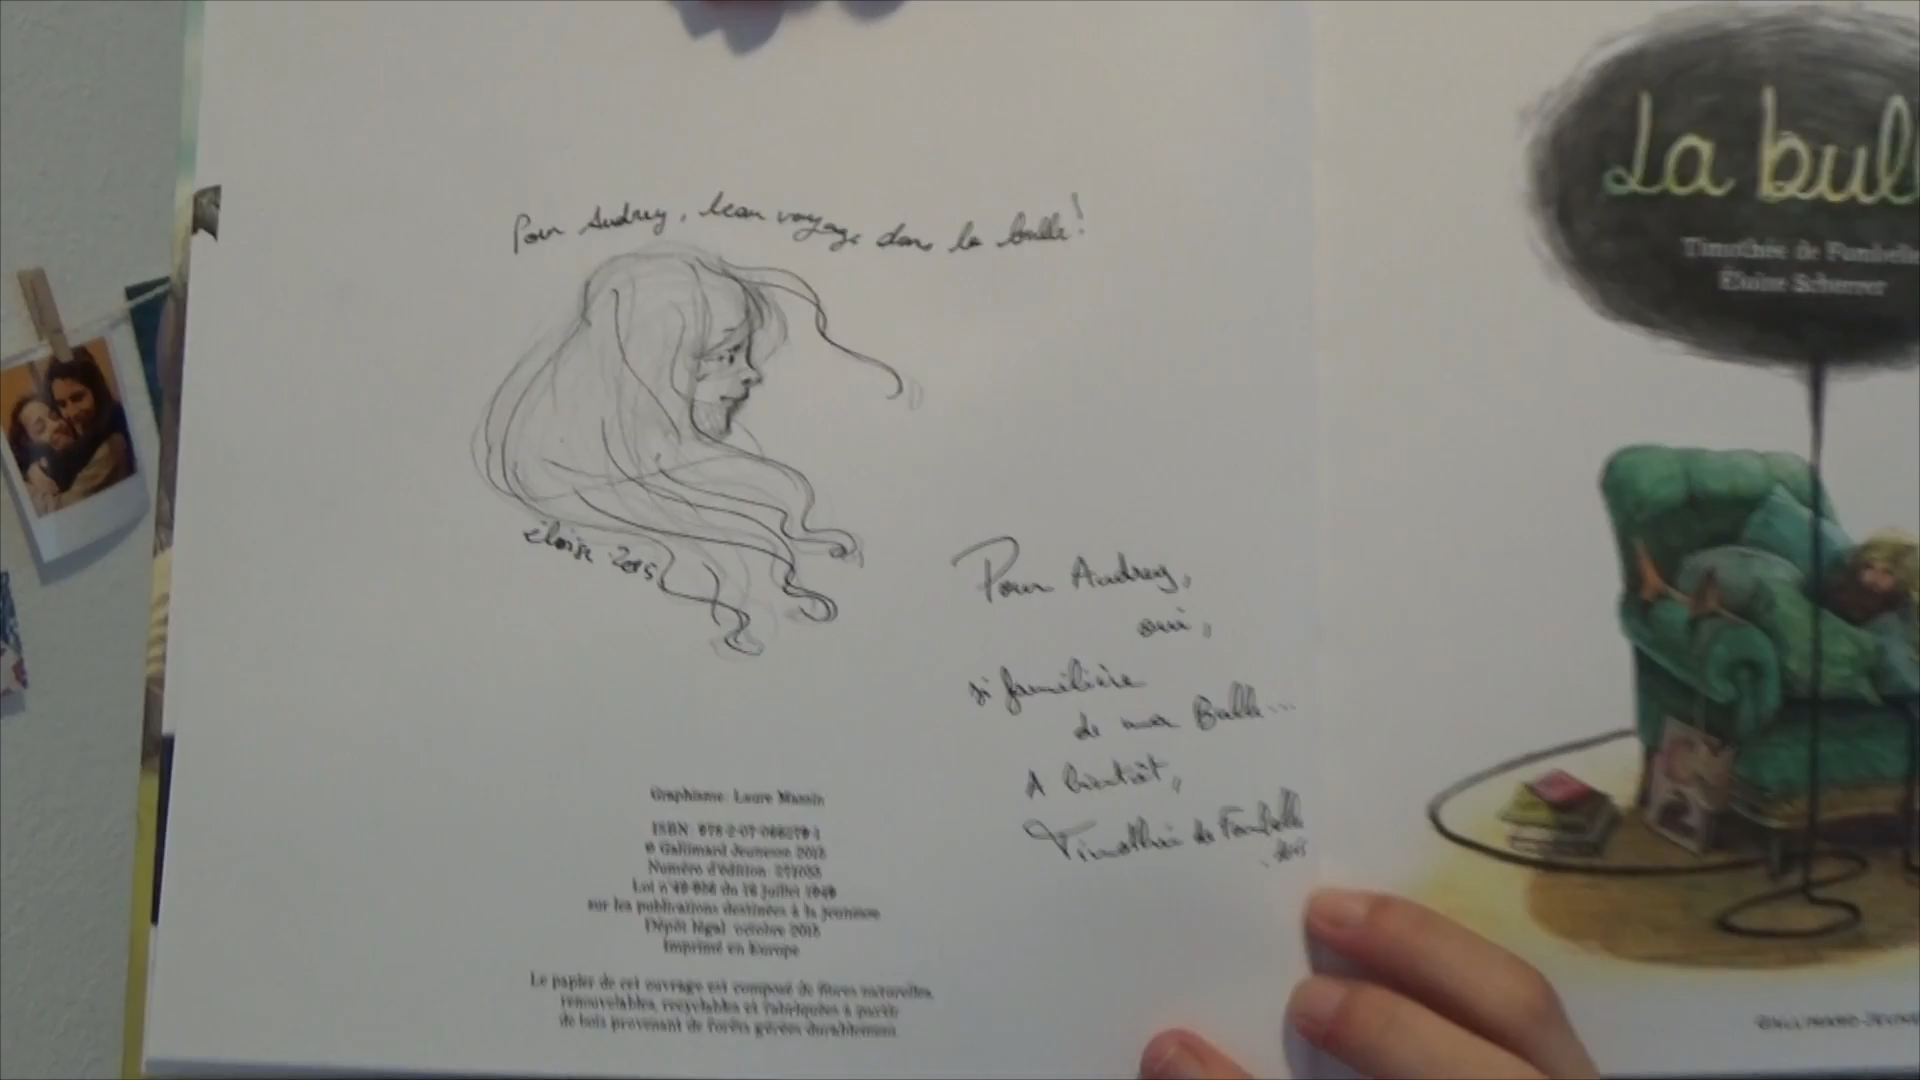 Pour Audrey, beau voyage dans la bulle!
éloïse 2015
Pour Audrey,
oui,
si familière
de ma Bulle...
A bientôt,
Timothée de Fombelle
2015
Graphisme: Laure Massin
ISBN:
© Gallimard Jeunesse 2015
Numéro d'édition:
Loi n° 49-956 du 16 juillet 1949
sur les publications destinées à la jeunesse
Dépôt légal: octobre 2015
Imprimé en Europe
Le papier de cet ouvrage est composé de fibres naturelles,
renouvelables, recyclables et fabriquées à partir
de bois provenant de forêts gérées durablement.
La bull
Timothée de Fombelle
Éloïse Scherrer